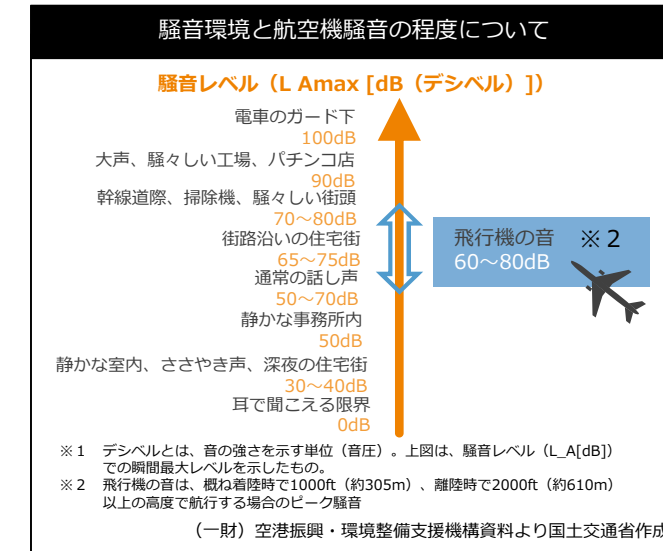 騒音環境と航空機騒音の程度について
騒音レベル（L Amax [dB（デシベル）]）
電車のガード下
100dB
大声、騒々しい工場、パチンコ店
90dB
幹線道際、掃除機、騒々しい街頭
70～80dB
街路沿いの住宅街
65～75dB
通常の話し声
50～70dB
静かな事務所内
50dB
静かな室内、ささやき声、深夜の住宅街
30～40dB
耳で聞こえる限界
0dB
飛行機の音 ※２
60～80dB
※１ デシベルとは、音の強さを示す単位（音圧）。上図は、騒音レベル（L_A[dB]）
での瞬間最大レベルを示したもの。
※２ 飛行機の音は、概ね着陸時で1000ft（約305m）、離陸時で2000ft（約610m）
以上の高度で航行する場合のピーク騒音
（一財）空港振興・環境整備支援機構資料より国土交通省作成